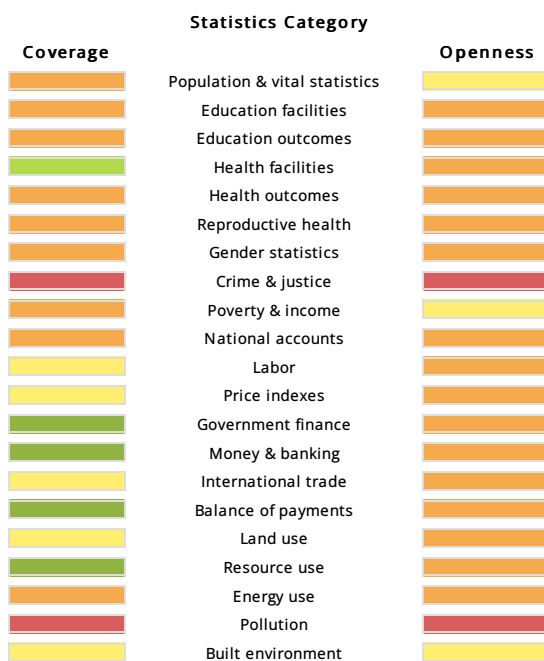 Statistics Category
Coverage Openness
Population & vital statistics
Education facilities
Education outcomes
Health facilities
Health outcomes
Reproductive health
Gender statistics
Crime & justice
Poverty & income
National accounts
Labor
Price indexes
Government finance
Money & banking
International trade
Balance of payments
Land use
Resource use
Energy use
Pollution
Built environment